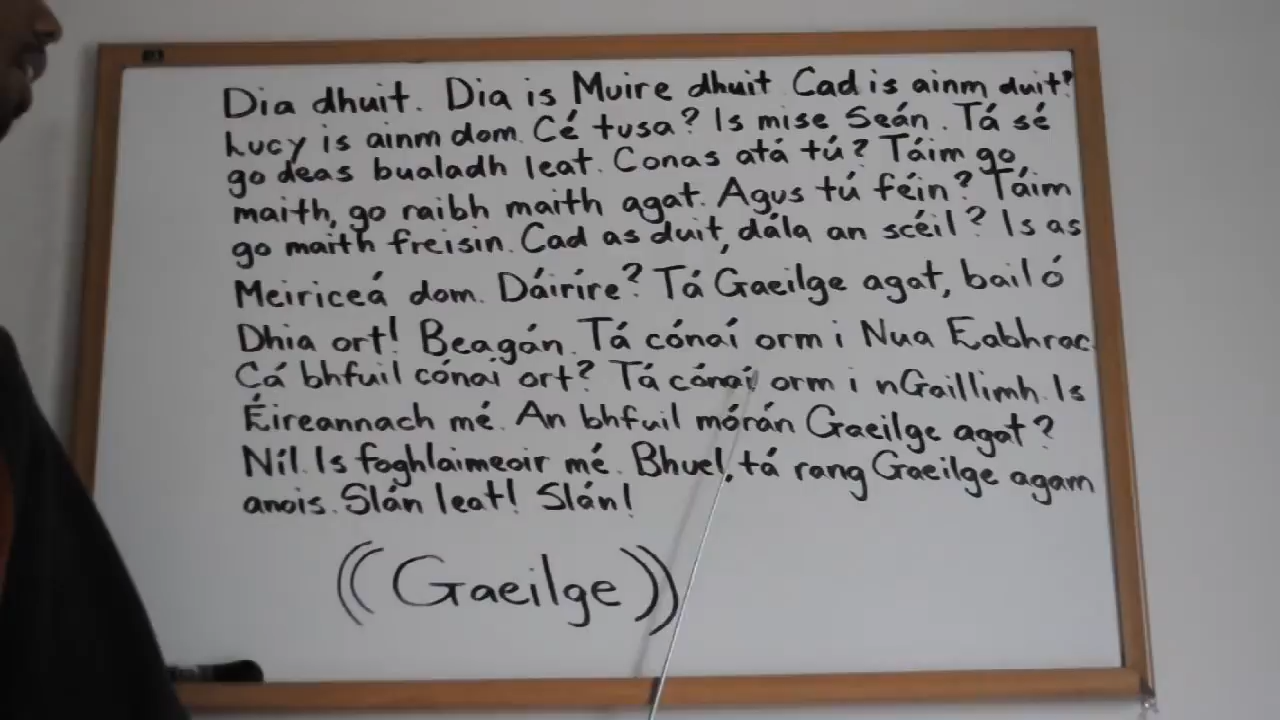 Dia dhuit. Dia is Muire dhuit Cad is ainm duit?
Lucy is ainm dom. Cé tusa? Is mise Seán. Tá sé
go deas bualadh leat. Conas atá tú? Táim go
maith, go raibh maith agat. Agus tú féin? Táim
go maith freisin. Cad as duit, dála an scéil? Is as
Meiriceá dom. Dáiríre? Tá Gaeilge agat, bail ó
Dhia ort! Beagán. Tá cónaí orm i Nua Eabhrac.
Cá bhfuil cónaí ort? Tá cónaí orm i nGaillimh. Is
Éireannach mé. An bhfuil mórán Gaeilge agat?
Níl. Is foghlaimeoir mé. Bhuel, tá rang Gaeilge agam
anois. Slán leat! Slán!
((Gaeilge))